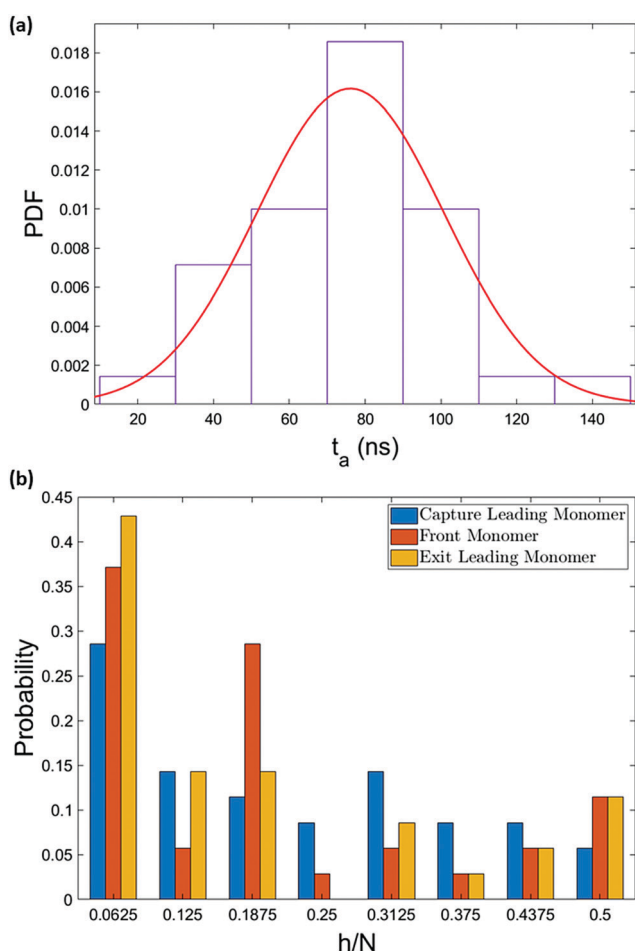 (a)
0.018
0.016
0.014
0.012
0.01
0.008
0.006
0.004
0.002
0
PDF
20 40 60 80 100 120 140
t_a (ns)
(b)
0.45
0.4
0.35
0.3
0.25
0.2
0.15
0.1
0.05
0
Probability
Capture Leading Monomer
Front Monomer
Exit Leading Monomer
0.0625 0.125 0.1875 0.25 0.3125 0.375 0.4375 0.5
h/N